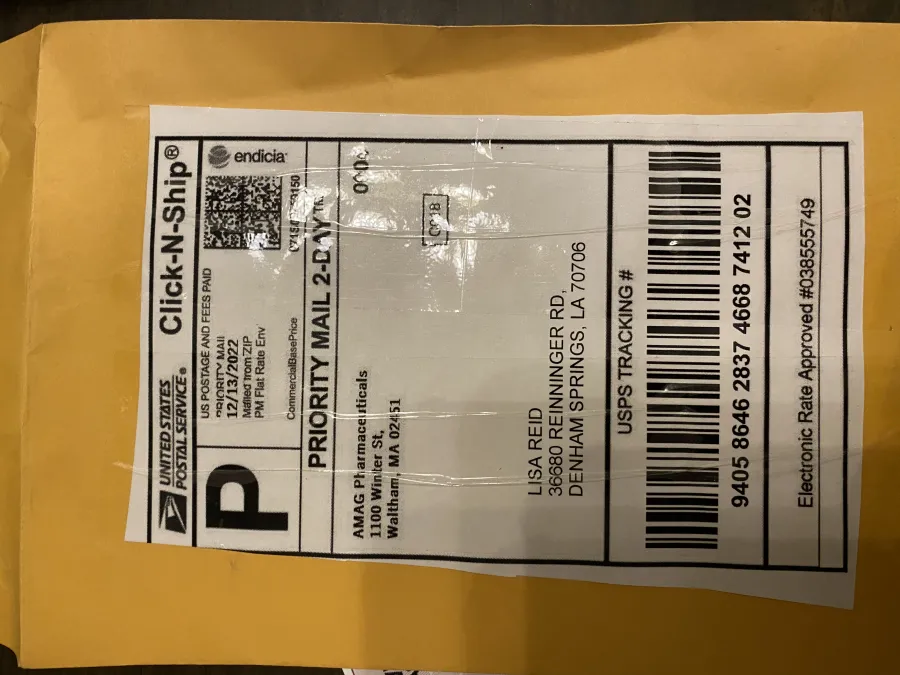 UNITED STATES
POSTAL SERVICE®
Click-N-Ship®
P
US POSTAGE AND FEES PAID
PRIORITY MAIL
12/13/2022
Mailed from ZIP
PM Flat Rate Env
CommercialBasePrice
endicia
PRIORITY MAIL 2-DAY
AMAG Pharmaceuticals
1100 Winter St,
Waltham, MA 02451
C018
LISA REID
36680 REINNINGER RD,
DENHAM SPRINGS, LA 70706
USPS TRACKING #
9405 8646 2837 4668 7412 02
Electronic Rate Approved #038555749